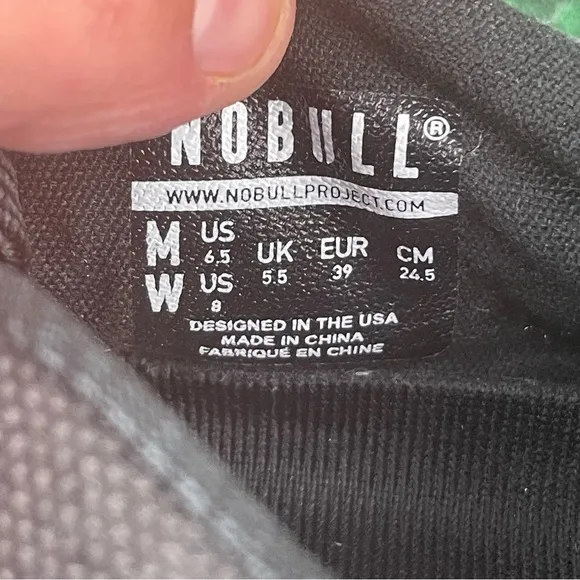 NOBULL®
WWW.NOBULLPROJECT.COM
M US 6.5 UK 5.5 EUR 39 CM 24.5
W US 8
DESIGNED IN THE USA
MADE IN CHINA
FABRIQUÉ EN CHINE